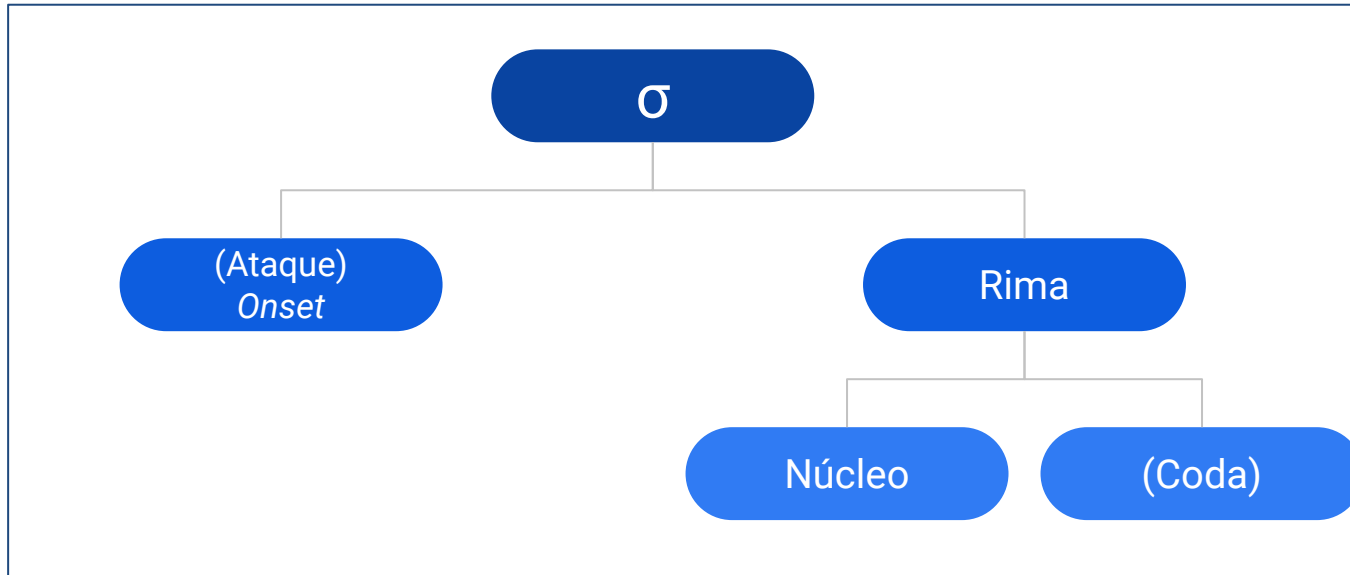 σ
(Ataque)
Onset
Rima
Núcleo
(Coda)